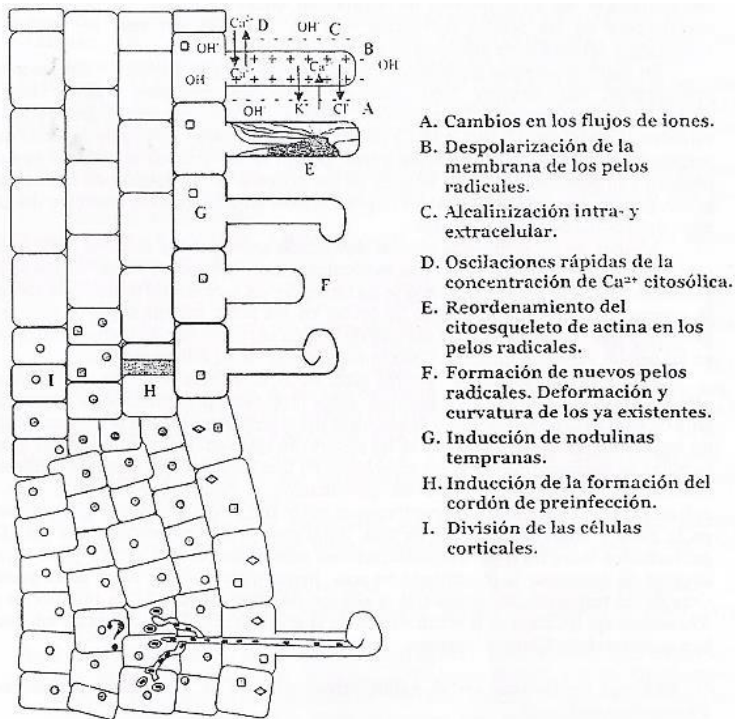 Ca²⁺ D OH⁻ C
OH⁻ B
Ca²⁺ Ca²⁺ OH
OH
OH⁻ K⁺ Cl⁻ A
E
G
F
I H
?
A. Cambios en los flujos de iones.
B. Despolarización de la
membrana de los pelos
radicales.
C. Alcalinización intra- y
extracelular.
D. Oscilaciones rápidas de la
concentración de Ca²⁺ citosólica.
E. Reordenamiento del
citoesqueleto de actina en los
pelos radicales.
F. Formación de nuevos pelos
radicales. Deformación y
curvatura de los ya existentes.
G. Inducción de nodulinas
tempranas.
H. Inducción de la formación del
cordón de preinfección.
I. División de las células
corticales.